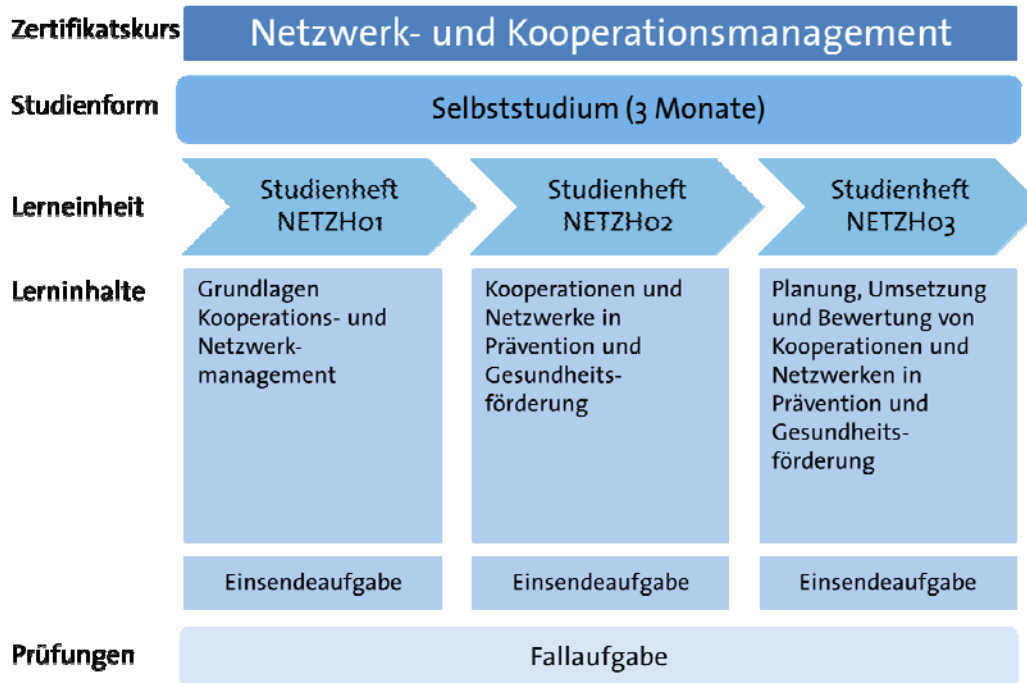 Zertifikatskurs
Netzwerk- und Kooperationsmanagement
Studienform
Selbststudium (3 Monate)
Lerneinheit
Studienheft
NETZH01
Studienheft
NETZH02
Studienheft
NETZH03
Lerninhalte
Grundlagen
Kooperations- und
Netzwerk-
management
Kooperationen und
Netzwerke in
Prävention und
Gesundheits-
förderung
Planung, Umsetzung
und Bewertung von
Kooperationen und
Netzwerken in
Prävention und
Gesundheits-
förderung
Einsendeaufgabe
Einsendeaufgabe
Einsendeaufgabe
Prüfungen
Fallaufgabe